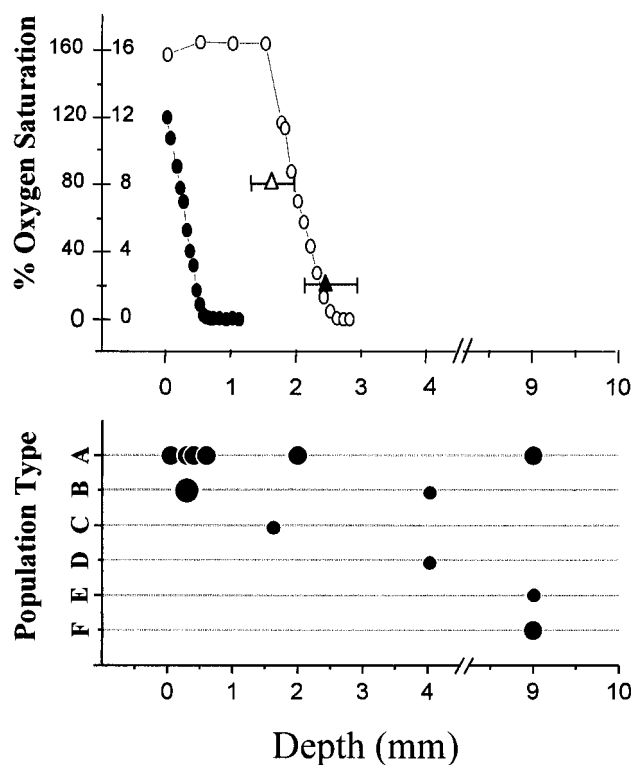 % Oxygen Saturation
160 16
120 12
80 8
40 4
0 0
0 1 2 3 4 9 10
Population Type
A
B
C
D
E
F
0 1 2 3 4 9 10
Depth (mm)